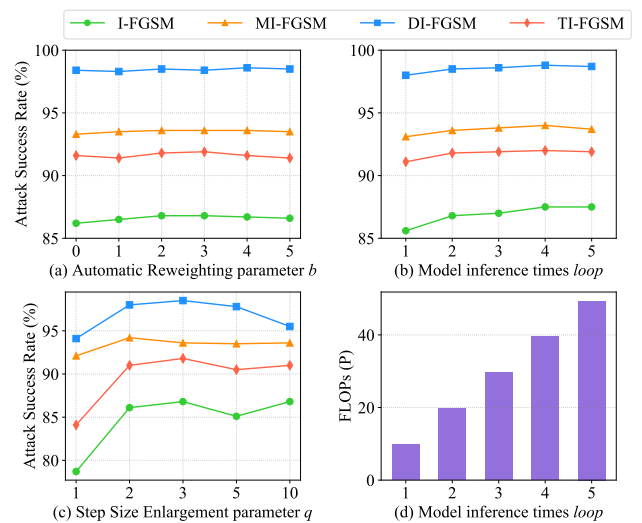 I-FGSM MI-FGSM DI-FGSM TI-FGSM
Attack Success Rate (%)
100
95
90
85
0 1 2 3 4 5
(a) Automatic Reweighting parameter b
100
95
90
85
1 2 3 4 5
(b) Model inference times loop
Attack Success Rate (%)
95
90
85
80
1 2 3 5 10
(c) Step Size Enlargement parameter q
FLOPs (P)
40
20
0
1 2 3 4 5
(d) Model inference times loop